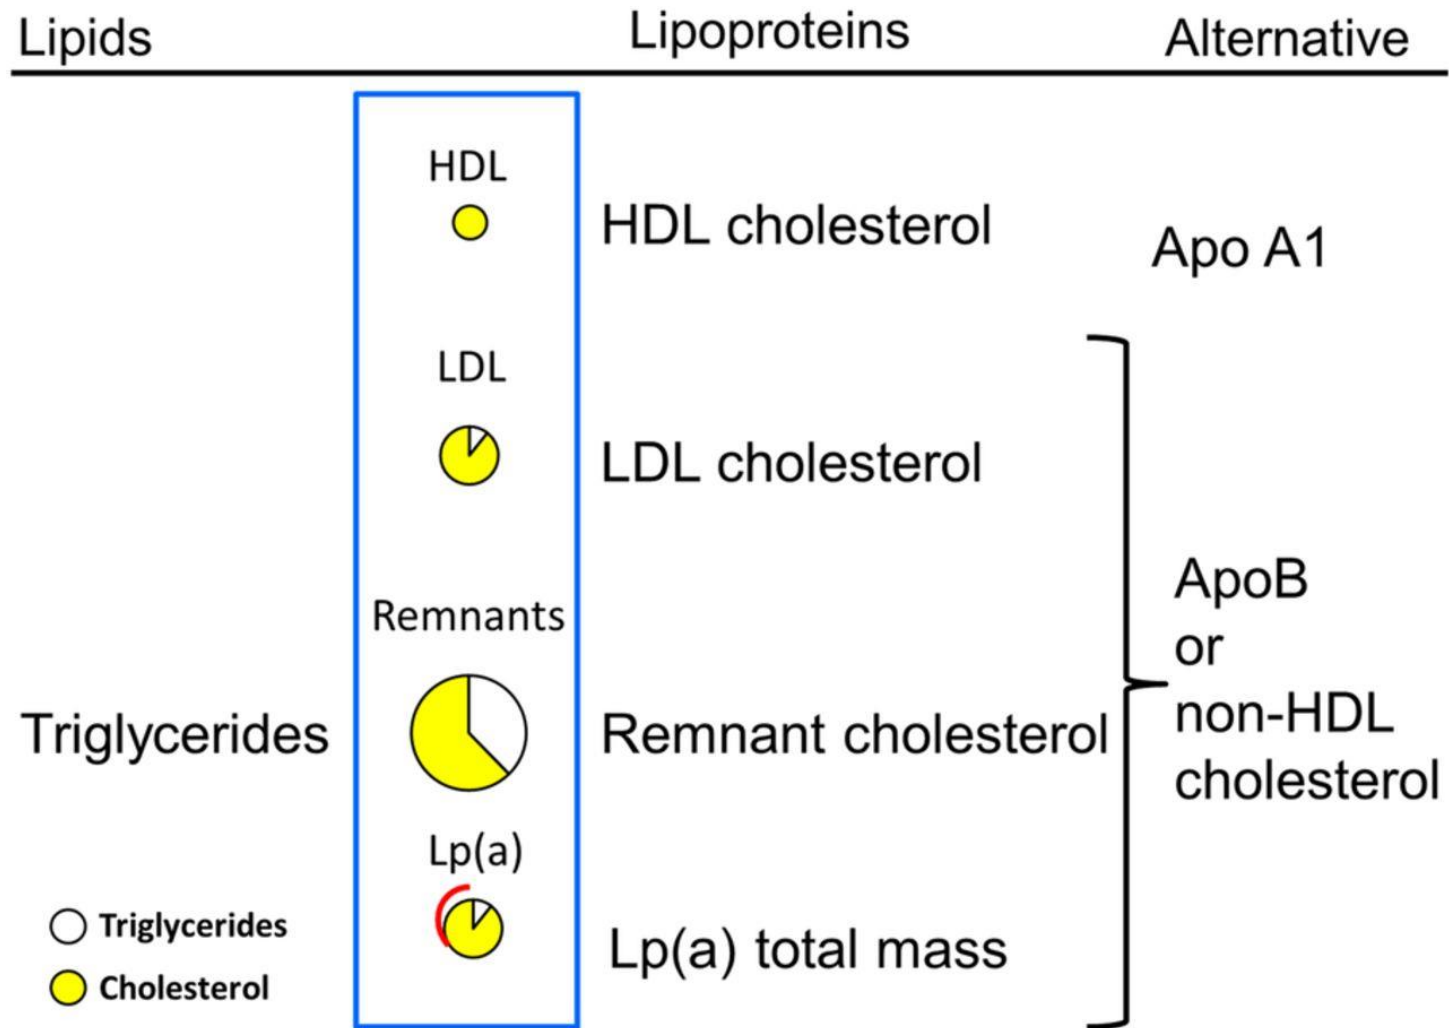 Lipids
Lipoproteins
Alternative
HDL
HDL cholesterol
Apo A1
LDL
LDL cholesterol
Remnants
Triglycerides
Remnant cholesterol
ApoB
or
non-HDL
cholesterol
Lp(a)
Lp(a) total mass
Triglycerides
Cholesterol